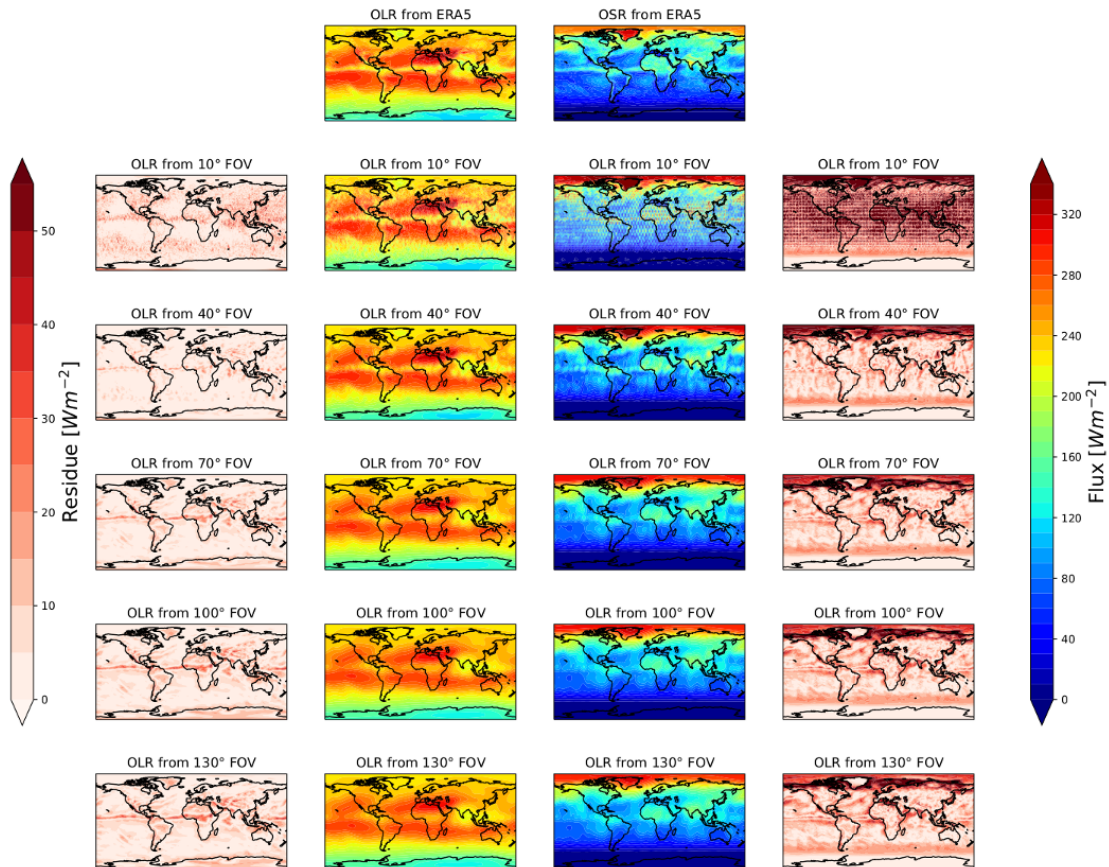 OLR from ERA5 OSR from ERA5
OLR from 10° FOV OLR from 10° FOV OLR from 10° FOV OLR from 10° FOV
OLR from 40° FOV OLR from 40° FOV OLR from 40° FOV OLR from 40° FOV
OLR from 70° FOV OLR from 70° FOV OLR from 70° FOV OLR from 70° FOV
OLR from 100° FOV OLR from 100° FOV OLR from 100° FOV OLR from 100° FOV
OLR from 130° FOV OLR from 130° FOV OLR from 130° FOV OLR from 130° FOV
50
40
30
20
10
0
Residue [Wm⁻²]
320
280
240
200
160
120
80
40
0
Flux [Wm⁻²]